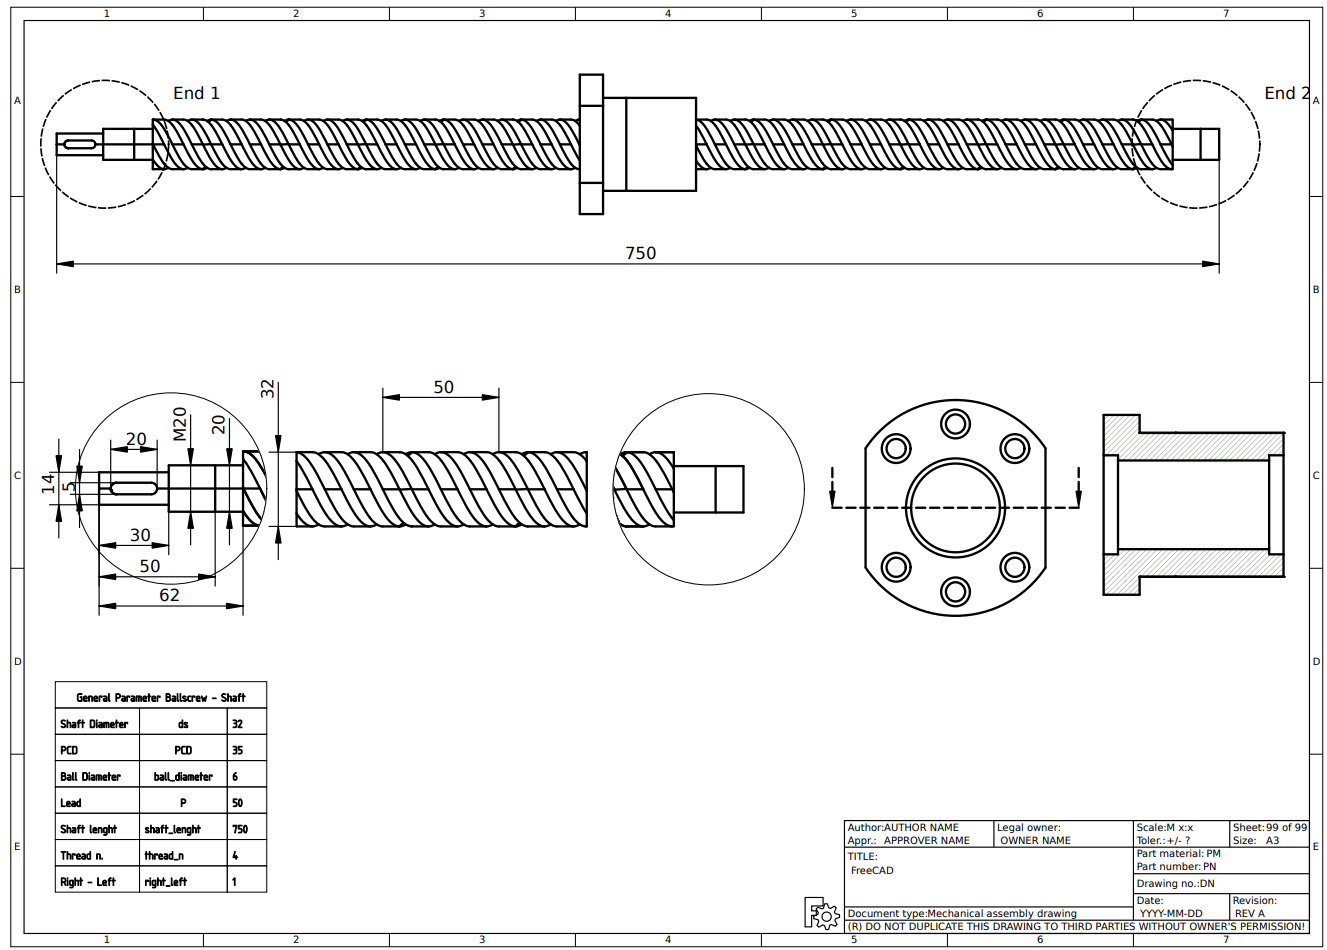 1 2 3 4 5 6 7
A
End 1
End 2
A
750
B
B
32
50
20
M20
20
14
5
C
C
30
50
62
D
D
General Parameter Ballscrew - Shaft
Shaft Diameter ds 32
PCD PCD 35
Ball Diameter ball_diameter 6
Lead P 50
Shaft lenght shaft_lenght 750
Thread n. thread_n 4
Right - Left right_left 1
E
E
Author:AUTHOR NAME Legal owner: Scale:M x:x Sheet:99 of 99
Appr.: APPROVER NAME OWNER NAME Toler.:+/- ? Size: A3
TITLE: Part material: PM
FreeCAD Part number: PN
Drawing no.:DN
Date: Revision:
Document type:Mechanical assembly drawing YYYY-MM-DD REV A
(R) DO NOT DUPLICATE THIS DRAWING TO THIRD PARTIES WITHOUT OWNER'S PERMISSION!
1 2 3 4 5 6 7